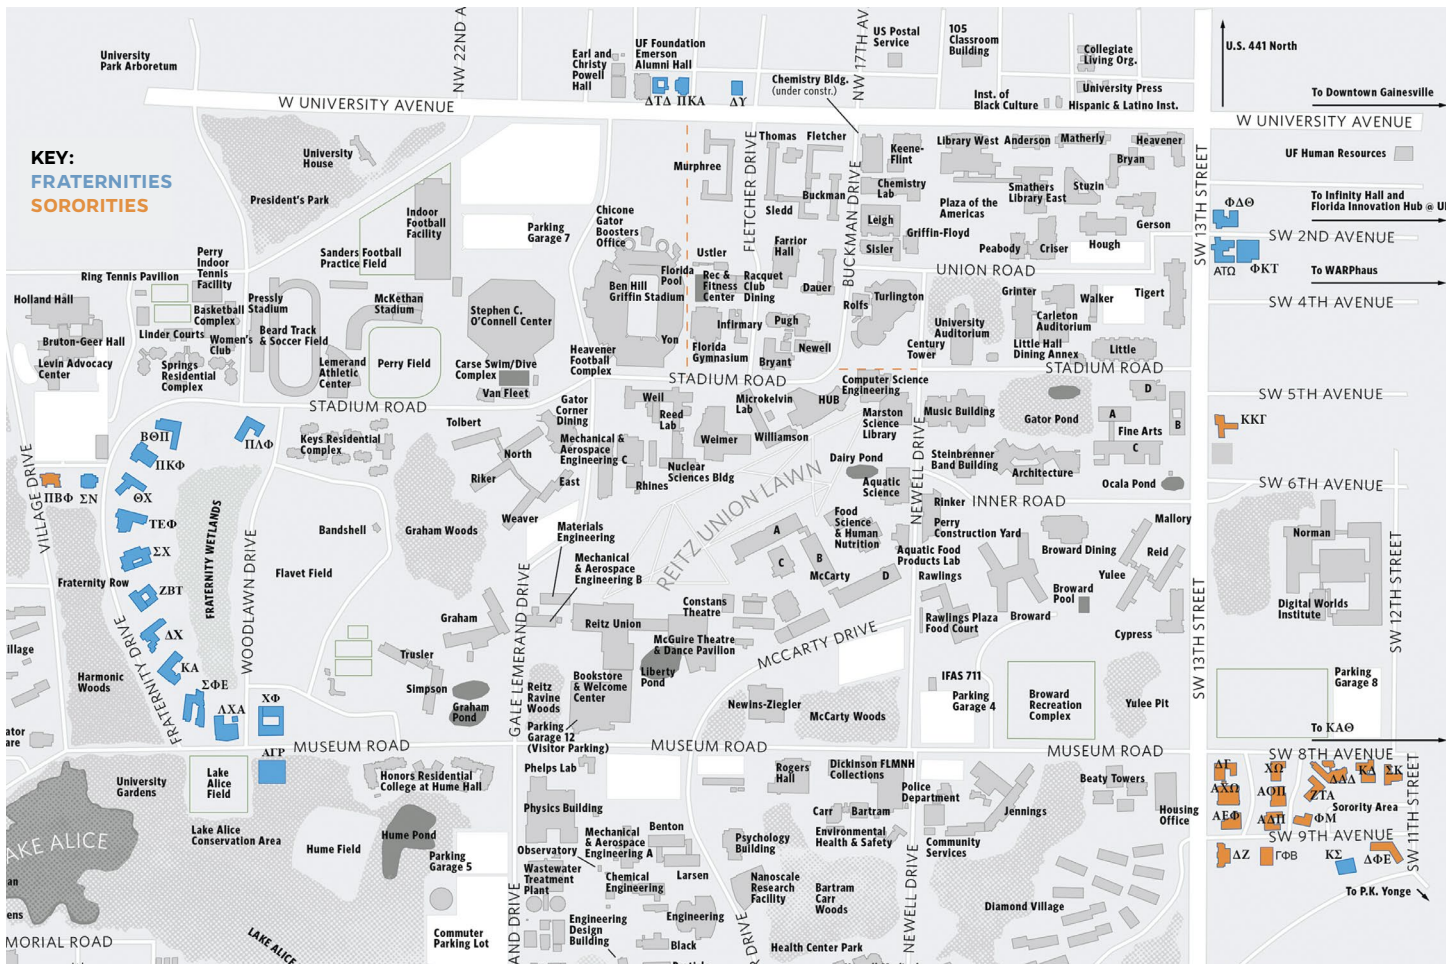 University
Park Arboretum
NW 22ND A
Earl and
Christy
Powell
Hall
UF Foundation
Emerson
Alumni Hall
ΔΤΔ
ΠΚΑ
ΔΥ
NW 17TH AV
US Postal
Service
105
Classroom
Building
Collegiate
Living Org.
U.S. 441 North
Chemistry Bldg.
(under constr.)
Inst. of
Black Culture
University Press
Hispanic & Latino Inst.
To Downtown Gainesville
W UNIVERSITY AVENUE
W UNIVERSITY AVENUE
KEY:
FRATERNITIES
SORORITIES
University
House
President's Park
Indoor
Football
Facility
Parking
Garage 7
Chicone
Gator
Boosters
Office
Murphree
FLETCHER DRIVE
Thomas
Fletcher
Sledd
Buckman
BUCKMAN DRIVE
Keene-
Flint
Chemistry
Lab
Leigh
Sisler
Griffin-Floyd
Library West
Anderson
Matherly
Heavener
Bryan
Smathers
Library East
Stuzin
Plaza of the
Americas
Peabody
Criser
Hough
Gerson
SW 13TH STREET
UF Human Resources
To Infinity Hall and
Florida Innovation Hub @ U
ΦΔΘ
SW 2ND AVENUE
ΑΤΩ
ΦΚΤ
To WARPhaus
SW 4TH AVENUE
Ring Tennis Pavilion
Perry
Indoor
Tennis
Facility
Sanders Football
Practice Field
Holland Hall
Bruton-Geer Hall
Levin Advocacy
Center
Linder Courts
Basketball
Complex
Women's
Club
Springs
Residential
Complex
Pressly
Stadium
Beard Track
& Soccer Field
Lemerand
Athletic
Center
McKethan
Stadium
Perry Field
Stephen C.
O'Connell Center
Carse Swim/Dive
Complex
Van Fleet
Ben Hill
Griffin Stadium
Florida
Pool
Yon
Heavener
Football
Complex
Ustler
Rec &
Fitness
Center
Racquet
Club
Dining
Farrior
Hall
Dauer
Infirmary
Pugh
Florida
Gymnasium
Newell
Bryant
Rolfs
Turlington
UNION ROAD
University
Auditorium
Century
Tower
Grinter
Walker
Tigert
Carleton
Auditorium
Little Hall
Dining Annex
Little
STADIUM ROAD
STADIUM ROAD
STADIUM ROAD
Computer Science
Engineering
SW 5TH AVENUE
ΚΚΓ
VILLAGE DRIVE
ΒΘΠ
ΠΚΦ
ΠΛΦ
ΠΒΦ
ΣΝ
ΘΧ
ΤΕΦ
ΣΧ
ΖΒΤ
ΔΧ
ΚΑ
ΣΦΕ
ΛΧΑ
ΧΦ
ΑΓΡ
Keys Residential
Complex
Tolbert
North
Riker
East
Weaver
Gator
Corner
Dining
Mechanical &
Aerospace
Engineering C
Weil
Reed
Lab
Weimer
Microkelvin
Lab
Williamson
HUB
Nuclear
Sciences Bldg
Rhines
Marston
Science
Library
Music Building
Gator Pond
D
A
B
Fine Arts
C
Steinbrenner
Band Building
Architecture
Ocala Pond
NEWELL DRIVE
Dairy Pond
Aquatic
Science
SW 6TH AVENUE
INNER ROAD
Rinker
REITZ UNION LAWN
FRATERNITY WETLANDS
WOODLAWN DRIVE
Bandshell
Graham Woods
Flavet Field
Fraternity Row
FRATERNITY DRIVE
Harmonic
Woods
Materials
Engineering
Mechanical
& Aerospace
Engineering B
A
B
C
D
McCarty
Food
Science
& Human
Nutrition
Perry
Construction Yard
Aquatic Food
Products Lab
Rawlings
Broward Dining
Mallory
Reid
Yulee
Norman
Broward
Pool
Broward
Rawlings Plaza
Food Court
Cypress
Digital Worlds
Institute
SW 12TH STREET
SW 13TH STREET
Graham
Trusler
Simpson
Graham
Pond
GALE LEMERAND DRIVE
Reitz Union
Constans
Theatre
McGuire Theatre
& Dance Pavilion
Liberty
Pond
Bookstore
& Welcome
Center
Reitz
Ravine
Woods
Parking
Garage 12
(Visitor Parking)
MCCARTY DRIVE
Newins-Ziegler
McCarty Woods
IFAS 711
Parking
Garage 4
Broward
Recreation
Complex
Yulee Pit
Parking
Garage 8
To ΚΑΘ
illage
ator
are
MUSEUM ROAD
MUSEUM ROAD
MUSEUM ROAD
SW 8TH AVENUE
ΔΓ
ΑΧΩ
ΑΕΦ
ΧΩ
ΑΟΠ
ΑΔΠ
ΔΔΔ
ΚΔ
ΣΚ
ΖΤΑ
ΦΜ
Sorority Area
SW 9TH AVENUE
SW 11TH STREET
ΔΖ
ΓΦΒ
ΚΣ
ΔΦΕ
To P.K. Yonge
University
Gardens
Lake
Alice
Field
Lake Alice
Conservation Area
Honors Residential
College at Hume Hall
Hume Field
Hume Pond
Parking
Garage 5
Commuter
Parking Lot
AKE ALICE
an
ens
MORIAL ROAD
LAKE ALICE
Phelps Lab
Physics Building
Mechanical
& Aerospace
Engineering A
Benton
Observatory
Wastewater
Treatment
Plant
Chemical
Engineering
Larsen
Engineering
Design
Building
Engineering
Black
AND DRIVE
R DRIVE
Rogers
Hall
Dickinson FLMNH
Collections
Carr
Bartram
Environmental
Health & Safety
Psychology
Building
Nanoscale
Research
Facility
Bartram
Carr
Woods
Health Center Park
Police
Department
Community
Services
NEWELL DRIVE
Jennings
Beaty Towers
Housing
Office
Diamond Village